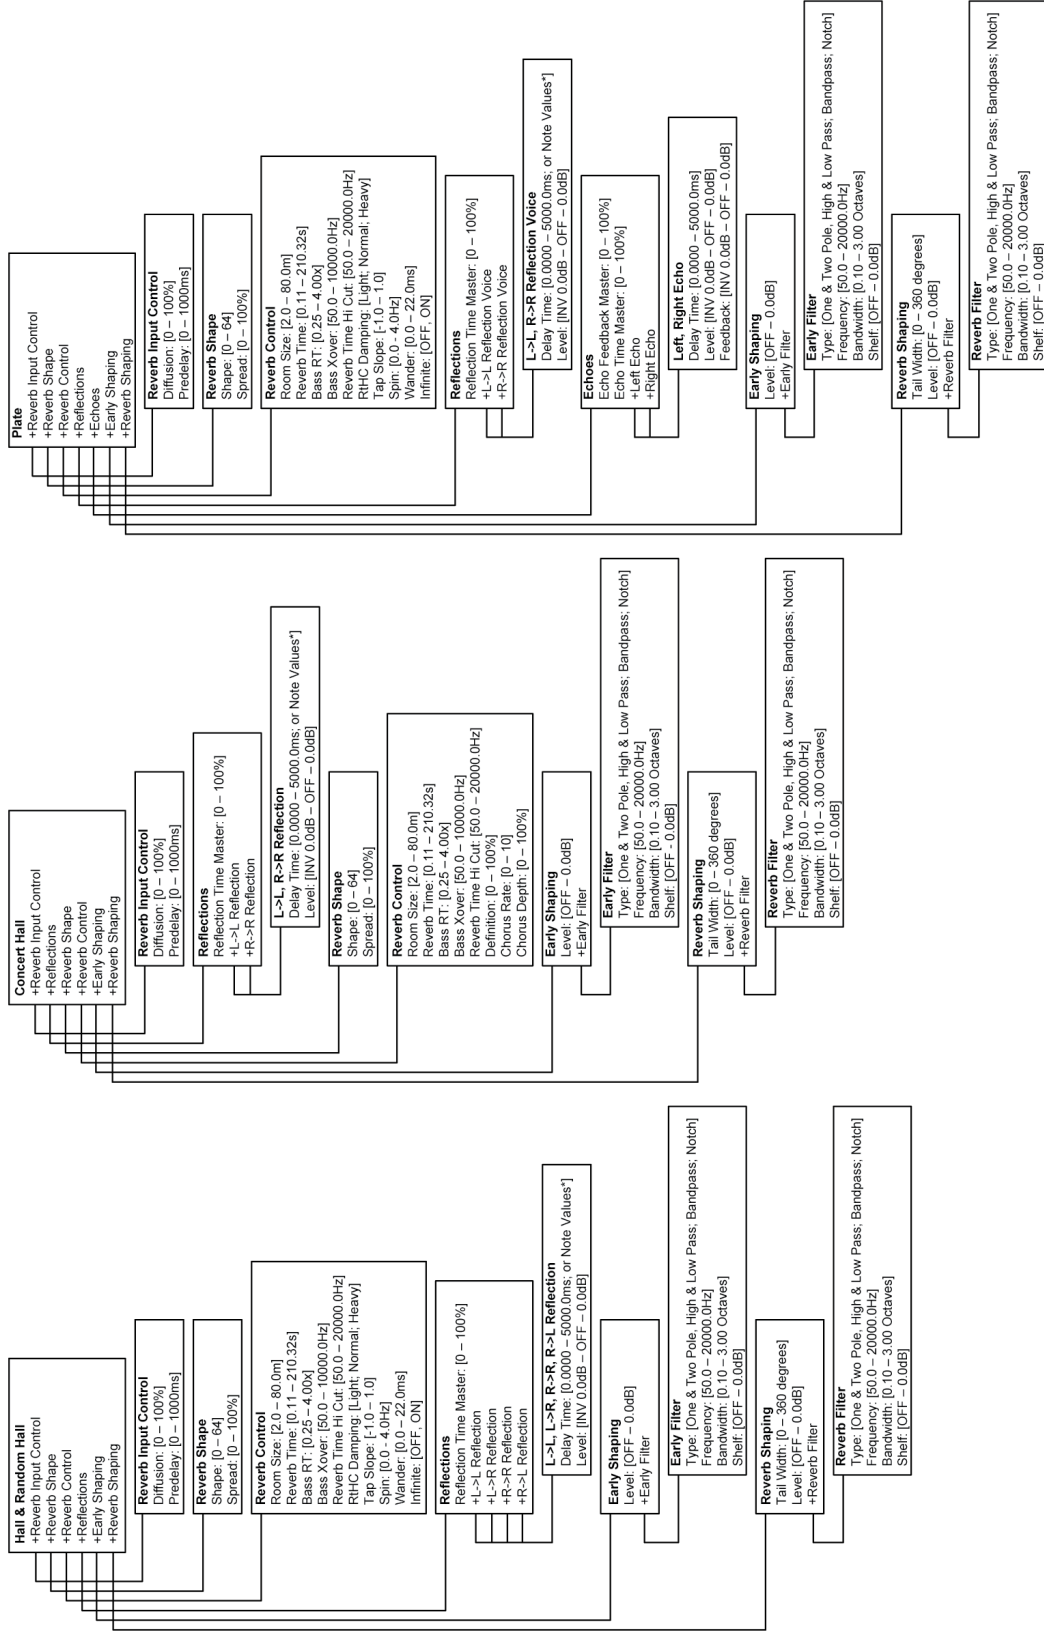 Hall & Random Hall
+Reverb Input Control
+Reverb Shape
+Reverb Control
+Reflections
+Early Shaping
+Reverb Shaping
Reverb Input Control
Diffusion: [0 – 100%]
Predelay: [0 – 1000ms]
Reverb Shape
Shape: [0 – 64]
Spread: [0 – 100%]
Reverb Control
Room Size: [2.0 – 80.0m]
Reverb Time: [0.11 – 210.32s]
Bass RT: [0.25 – 4.00x]
Bass Xover: [50.0 – 10000.0Hz]
Reverb Time Hi Cut: [50.0 – 20000.0Hz]
RtHC Damping: [Light; Normal; Heavy]
Tap Slope: [-1.0 – 1.0]
Spin: [0.0 - 4.0Hz]
Wander: [0.0 – 22.0ms]
Infinite: [OFF, ON]
Reflections
Reflection Time Master: [0 – 100%]
+L->L Reflection
+L->R Reflection
+R->R Reflection
+R->L Reflection
L->L, L->R, R->R, R->L Reflection
Delay Time: [0.0000 – 5000.0ms; or Note Values*]
Level: [INV 0.0dB – OFF – 0.0dB]
Early Shaping
Level: [OFF – 0.0dB]
+Early Filter
Early Filter
Type: [One & Two Pole, High & Low Pass; Bandpass; Notch]
Frequency: [50.0 – 20000.0Hz]
Bandwidth: [0.10 – 3.00 Octaves]
Shelf: [OFF – 0.0dB]
Reverb Shaping
Tail Width: [0 – 360 degrees]
Level: [OFF – 0.0dB]
+Reverb Filter
Reverb Filter
Type: [One & Two Pole, High & Low Pass; Bandpass; Notch]
Frequency: [50.0 – 20000.0Hz]
Bandwidth: [0.10 – 3.00 Octaves]
Shelf: [OFF – 0.0dB]
Concert Hall
+Reverb Input Control
+Reflections
+Reverb Shape
+Reverb Control
+Early Shaping
+Reverb Shaping
Reverb Input Control
Diffusion: [0 – 100%]
Predelay: [0 – 1000ms]
Reflections
Reflection Time Master: [0 – 100%]
+L->L Reflection
+R->R Reflection
L->L, R->R Reflection
Delay Time: [0.0000 – 5000.0ms; or Note Values*]
Level: [INV 0.0dB – OFF – 0.0dB]
Reverb Shape
Shape: [0 – 64]
Spread: [0 – 100%]
Reverb Control
Room Size: [2.0 – 80.0m]
Reverb Time: [0.11 – 210.32s]
Bass RT: [0.25 – 4.00x]
Bass Xover: [50.0 – 10000.0Hz]
Reverb Time Hi Cut: [50.0 – 20000.0Hz]
Definition: [0 – 100%]
Chorus Rate: [0 – 10]
Chorus Depth: [0 – 100%]
Early Shaping
Level: [OFF – 0.0dB]
+Early Filter
Early Filter
Type: [One & Two Pole, High & Low Pass; Bandpass; Notch]
Frequency: [50.0 – 20000.0Hz]
Bandwidth: [0.10 – 3.00 Octaves]
Shelf: [OFF - 0.0dB]
Reverb Shaping
Tail Width: [0 – 360 degrees]
Level: [OFF – 0.0dB]
+Reverb Filter
Reverb Filter
Type: [One & Two Pole, High & Low Pass; Bandpass; Notch]
Frequency: [50.0 – 20000.0Hz]
Bandwidth: [0.10 – 3.00 Octaves]
Shelf: [OFF – 0.0dB]
Plate
+Reverb Input Control
+Reverb Shape
+Reverb Control
+Reflections
+Echoes
+Early Shaping
+Reverb Shaping
Reverb Input Control
Diffusion: [0 – 100%]
Predelay: [0 – 1000ms]
Reverb Shape
Shape: [0 – 64]
Spread: [0 – 100%]
Reverb Control
Room Size: [2.0 – 80.0m]
Reverb Time: [0.11 – 210.32s]
Bass RT: [0.25 – 4.00x]
Bass Xover: [50.0 – 10000.0Hz]
Reverb Time Hi Cut: [50.0 – 20000.0Hz]
RtHC Damping: [Light; Normal; Heavy]
Tap Slope: [-1.0 – 1.0]
Spin: [0.0 - 4.0Hz]
Wander: [0.0 – 22.0ms]
Infinite: [OFF, ON]
Reflections
Reflection Time Master: [0 – 100%]
+L->L Reflection Voice
+R->R Reflection Voice
L->L, R->R Reflection Voice
Delay Time: [0.0000 – 5000.0ms; or Note Values*]
Level: [INV 0.0dB – OFF – 0.0dB]
Echoes
Echo Feedback Master: [0 – 100%]
Echo Time Master: [0 – 100%]
+Left Echo
+Right Echo
Left, Right Echo
Delay Time: [0.0000 – 5000.0ms]
Level: [INV 0.0dB – OFF – 0.0dB]
Feedback: [INV 0.0dB – OFF – 0.0dB]
Early Shaping
Level: [OFF – 0.0dB]
+Early Filter
Early Filter
Type: [One & Two Pole, High & Low Pass; Bandpass; Notch]
Frequency: [50.0 – 20000.0Hz]
Bandwidth: [0.10 – 3.00 Octaves]
Shelf: [OFF – 0.0dB]
Reverb Shaping
Tail Width: [0 – 360 degrees]
Level: [OFF – 0.0dB]
+Reverb Filter
Reverb Filter
Type: [One & Two Pole, High & Low Pass; Bandpass; Notch]
Frequency: [50.0 – 20000.0Hz]
Bandwidth: [0.10 – 3.00 Octaves]
Shelf: [OFF – 0.0dB]